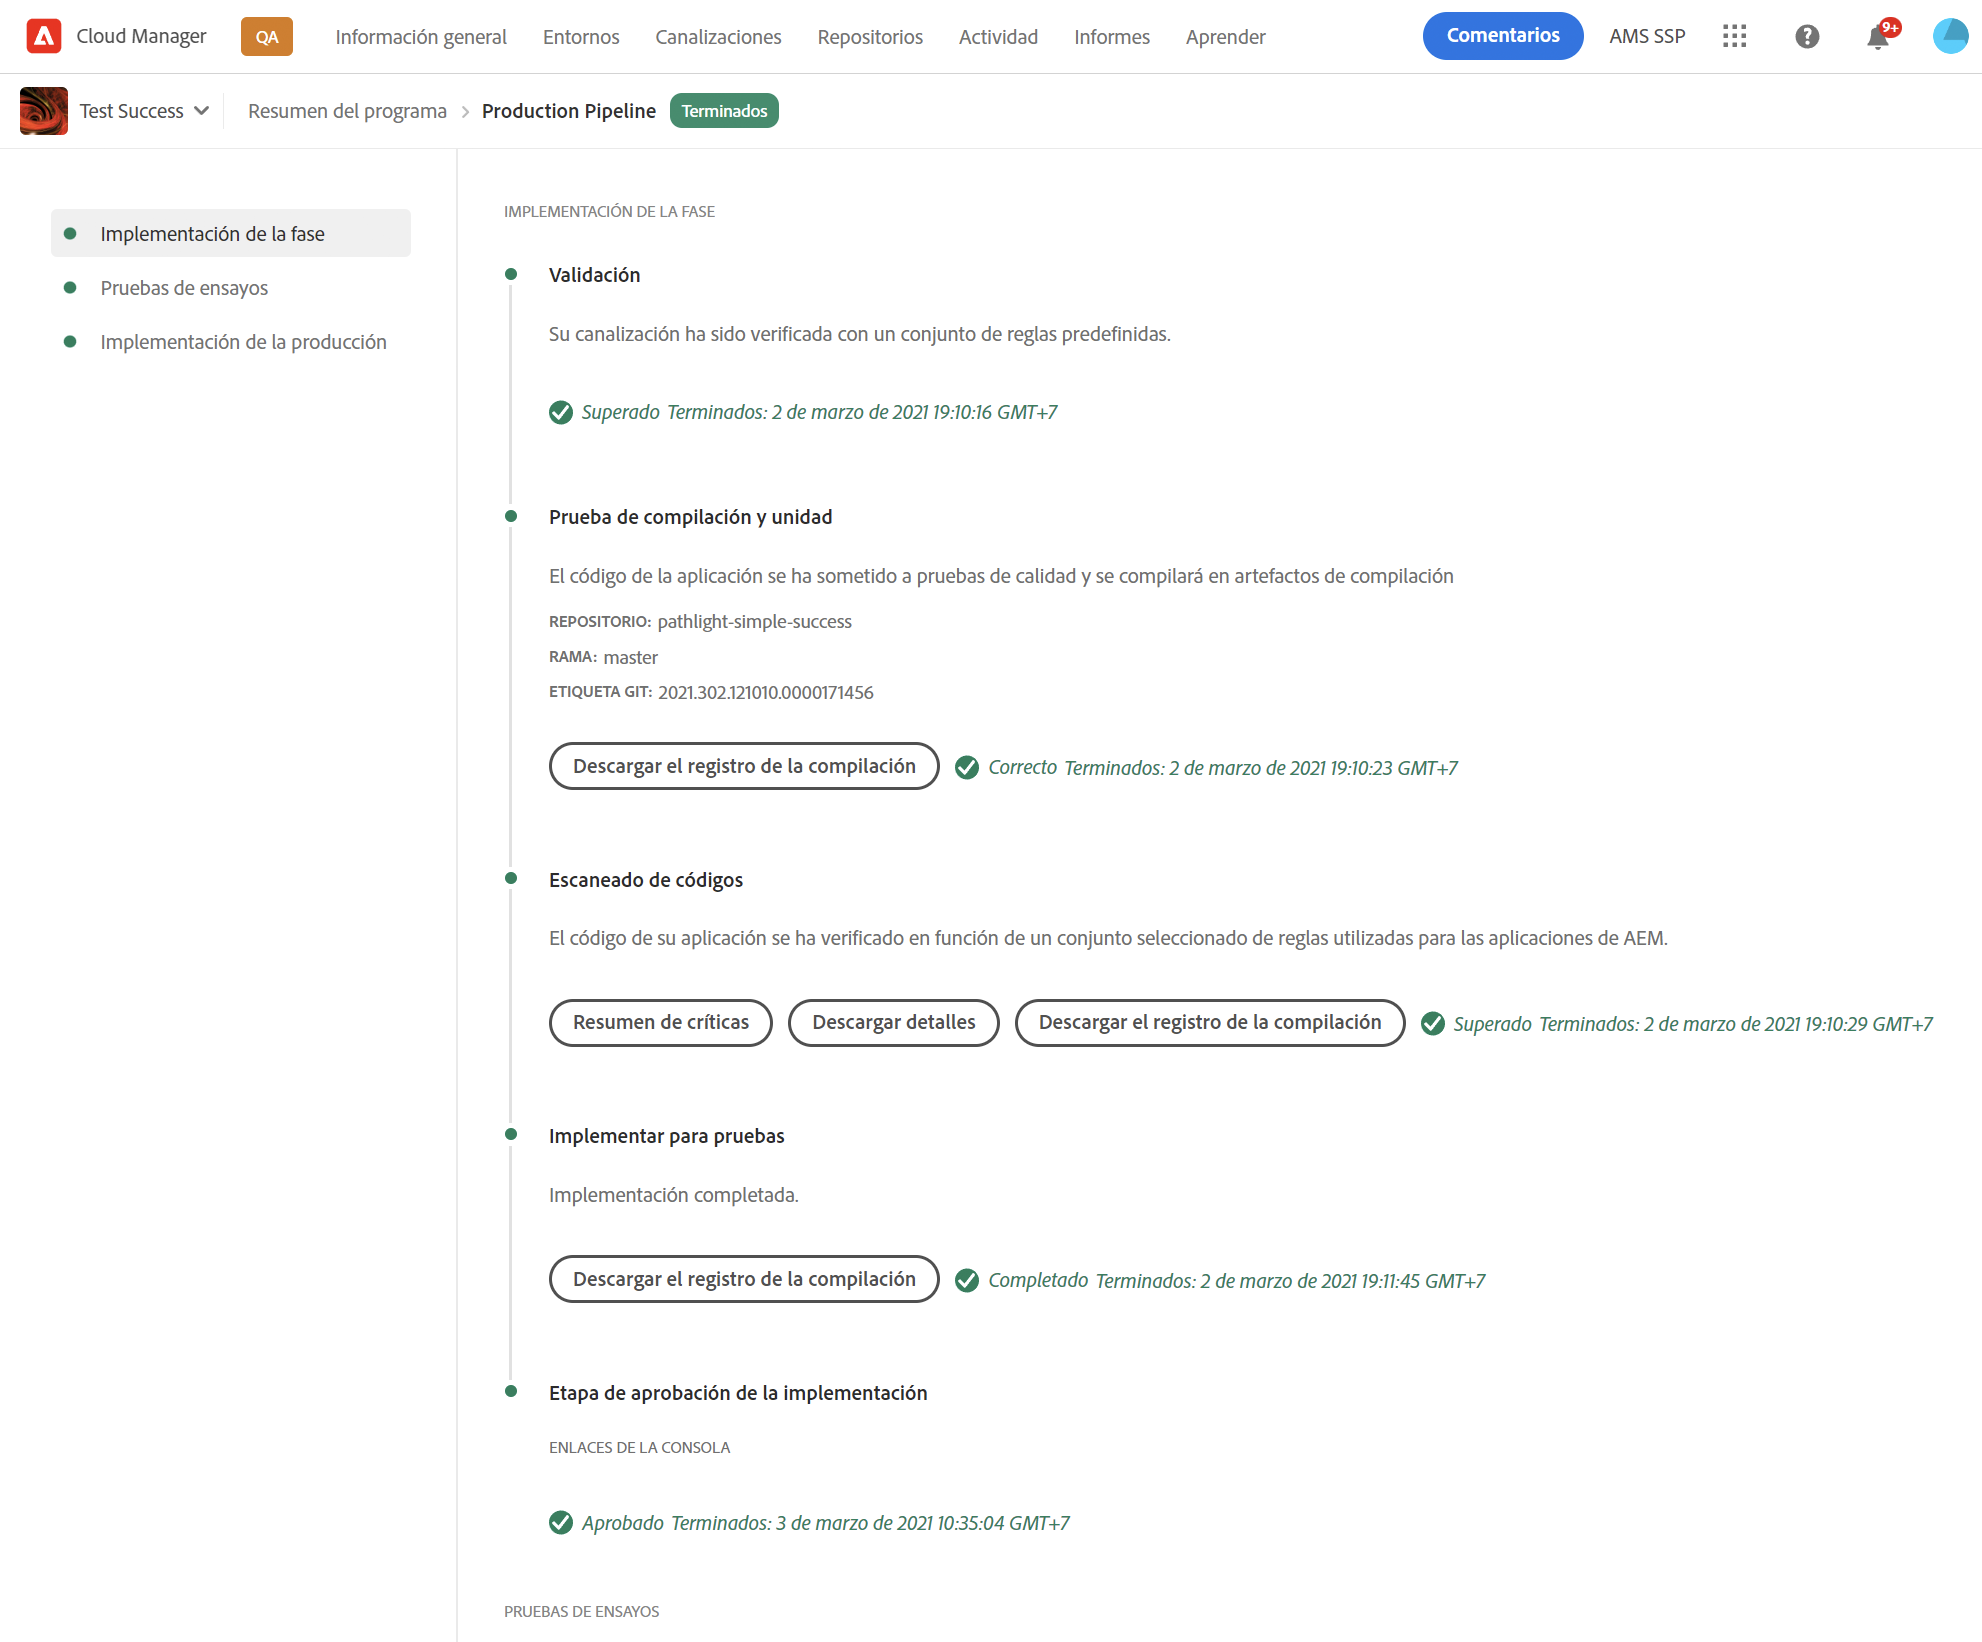 Cloud Manager QA Información general Entornos Canalizaciones Repositorios Actividad Informes Aprender Comentarios AMS SSP 9+
Test Success Resumen del programa > Production Pipeline Terminados
Implementación de la fase
Pruebas de ensayos
Implementación de la producción
IMPLEMENTACIÓN DE LA FASE
Validación
Su canalización ha sido verificada con un conjunto de reglas predefinidas.
Superado Terminados: 2 de marzo de 2021 19:10:16 GMT+7
Prueba de compilación y unidad
El código de la aplicación se ha sometido a pruebas de calidad y se compilará en artefactos de compilación
REPOSITORIO: pathlight-simple-success
RAMA: master
ETIQUETA GIT: 2021.302.121010.0000171456
Descargar el registro de la compilación Correcto Terminados: 2 de marzo de 2021 19:10:23 GMT+7
Escaneado de códigos
El código de su aplicación se ha verificado en función de un conjunto seleccionado de reglas utilizadas para las aplicaciones de AEM.
Resumen de críticas Descargar detalles Descargar el registro de la compilación Superado Terminados: 2 de marzo de 2021 19:10:29 GMT+7
Implementar para pruebas
Implementación completada.
Descargar el registro de la compilación Completado Terminados: 2 de marzo de 2021 19:11:45 GMT+7
Etapa de aprobación de la implementación
ENLACES DE LA CONSOLA
Aprobado Terminados: 3 de marzo de 2021 10:35:04 GMT+7
PRUEBAS DE ENSAYOS